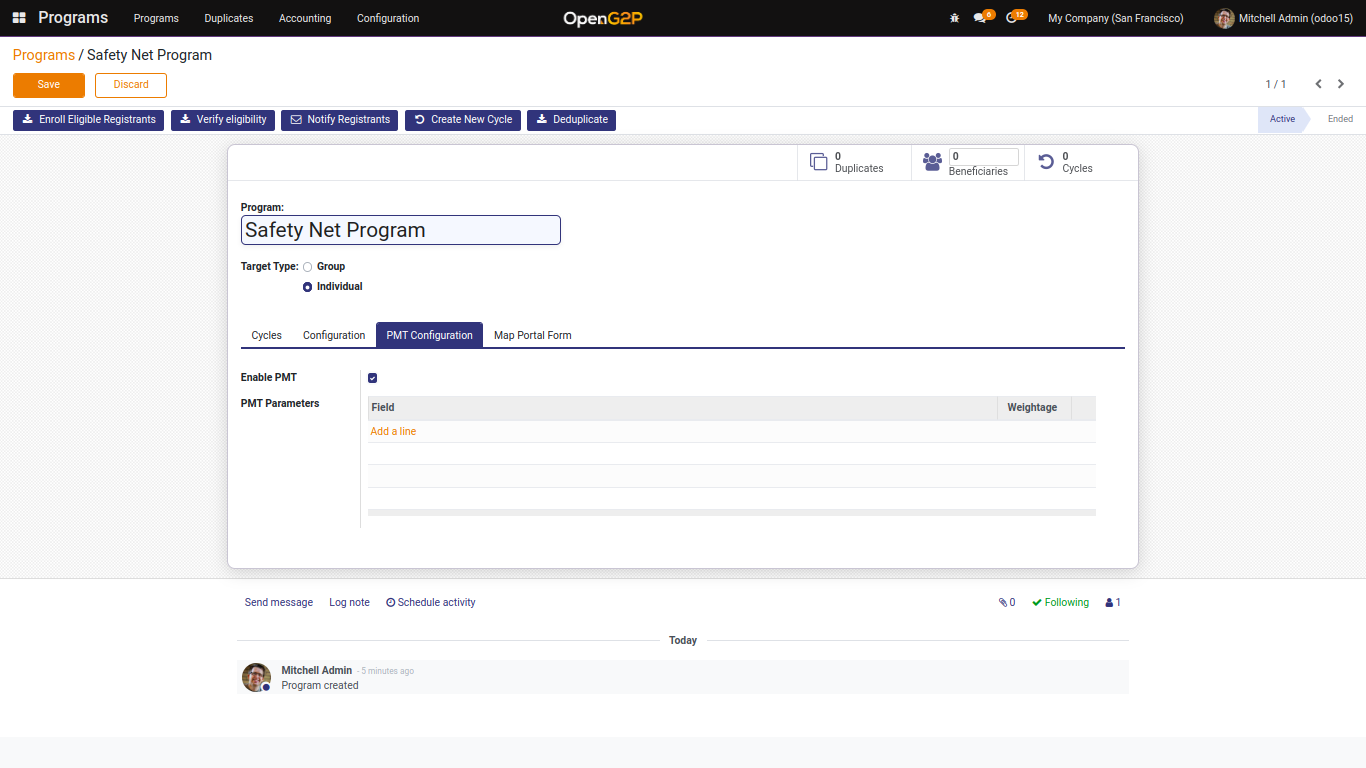 Programs Programs Duplicates Accounting Configuration OpenG2P 6 12 My Company (San Francisco) Mitchell Admin (odoo15)
Programs / Safety Net Program
Save Discard 1 / 1
Enroll Eligible Registrants Verify eligibility Notify Registrants Create New Cycle Deduplicate Active Ended
0 Duplicates
0 Beneficiaries
0 Cycles
Program:
Safety Net Program
Target Type: Group
Individual
Cycles Configuration PMT Configuration Map Portal Form
Enable PMT
PMT Parameters Field Weightage
Add a line
Send message Log note Schedule activity 0 Following 1
Today
Mitchell Admin - 5 minutes ago
Program created